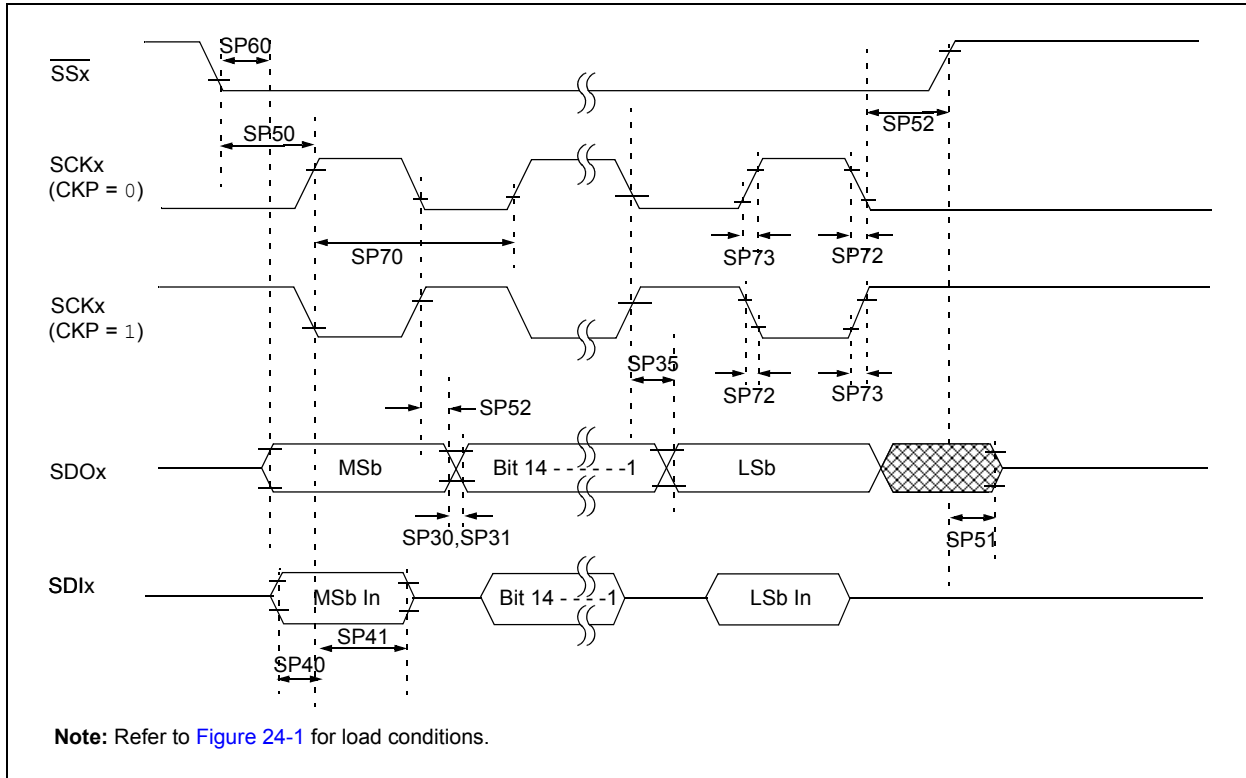 SP60
SSx
SP50
SP52
SCKx
(CKP = 0)
SP70
SP73
SP72
SCKx
(CKP = 1)
SP35
SP72
SP73
SP52
SDOx
MSb
Bit 14 - - - - - -1
LSb
SP30,SP31
SP51
SDIx
MSb In
Bit 14 - - - -1
LSb In
SP41
SP40
Note: Refer to Figure 24-1 for load conditions.